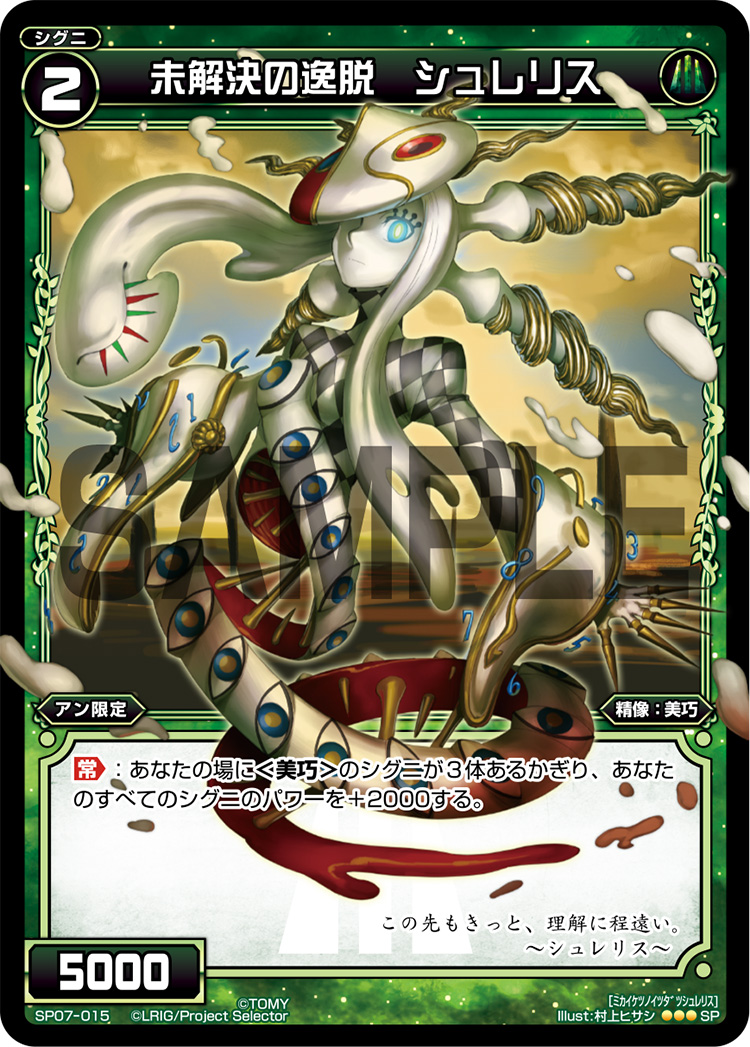 シグニ
2
未解決の逸脱 シュレリス
SAMPLE
アン限定
精像:美巧
常:あなたの場に<美巧>のシグニが3体あるかぎり、あなた
のすべてのシグニのパワーを+2000する。
この先もきっと、理解に程遠い。
~シュレリス~
5000
SP07-015
©TOMY
©LRIG/Project Selector
[ミカイケツノイツダツシュレリス]
Illust:村上ヒサシ
SP